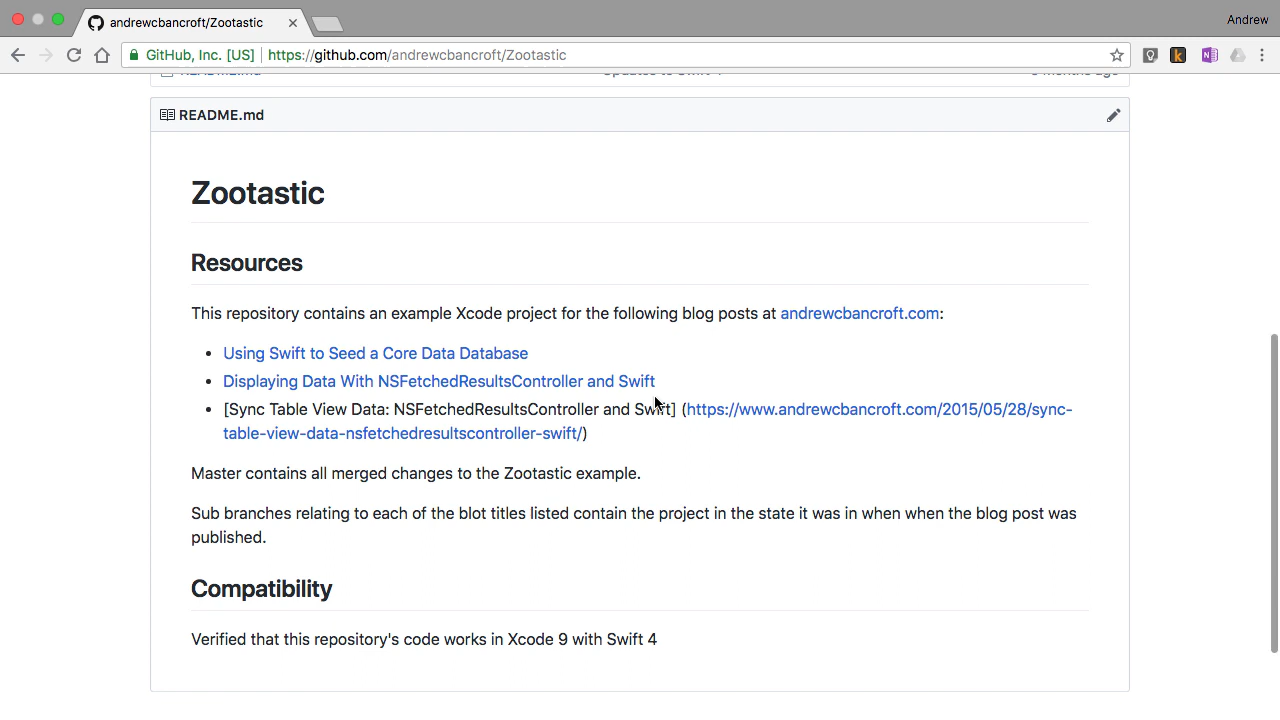 andrewcbancroft/Zootastic
Andrew
GitHub, Inc. [US] https://github.com/andrewcbancroft/Zootastic
README.md
Zootastic
Resources
This repository contains an example Xcode project for the following blog posts at andrewcbancroft.com:
Using Swift to Seed a Core Data Database
Displaying Data With NSFetchedResultsController and Swift
[Sync Table View Data: NSFetchedResultsController and Swift] (https://www.andrewcbancroft.com/2015/05/28/sync-
table-view-data-nsfetchedresultscontroller-swift/)
Master contains all merged changes to the Zootastic example.
Sub branches relating to each of the blot titles listed contain the project in the state it was in when when the blog post was
published.
Compatibility
Verified that this repository's code works in Xcode 9 with Swift 4